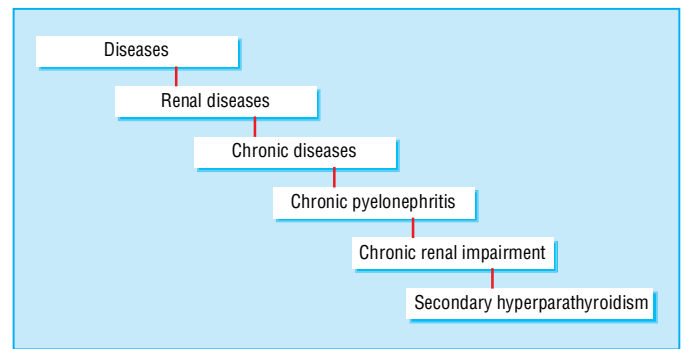 Diseases
Renal diseases
Chronic diseases
Chronic pyelonephritis
Chronic renal impairment
Secondary hyperparathyroidism